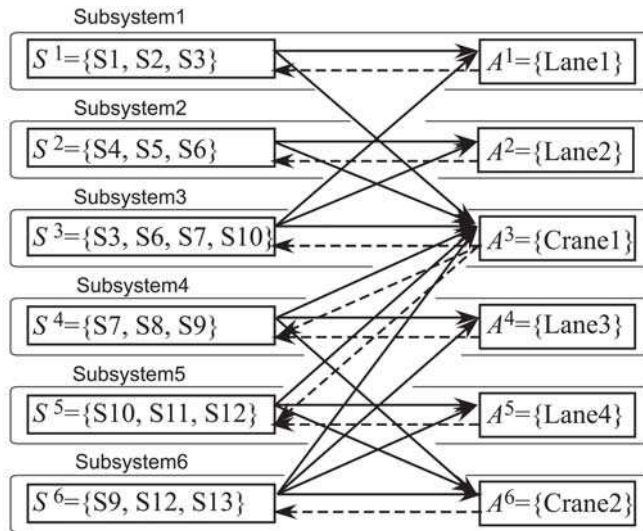 Subsystem1
S¹={S1, S2, S3} A¹={Lane1}
Subsystem2
S²={S4, S5, S6} A²={Lane2}
Subsystem3
S³={S3, S6, S7, S10} A³={Crane1}
Subsystem4
S⁴={S7, S8, S9} A⁴={Lane3}
Subsystem5
S⁵={S10, S11, S12} A⁵={Lane4}
Subsystem6
S⁶={S9, S12, S13} A⁶={Crane2}